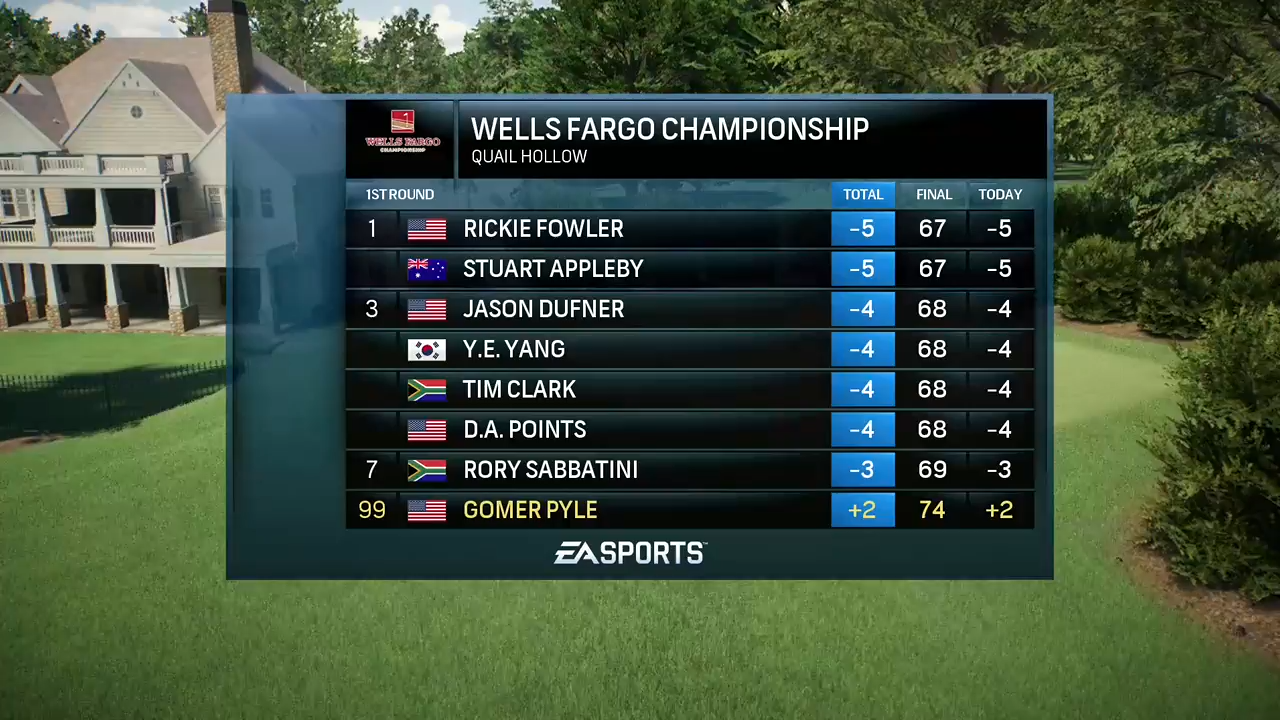 1
WELLS FARGO
CHAMPIONSHIP
WELLS FARGO CHAMPIONSHIP
QUAIL HOLLOW
1ST ROUND TOTAL FINAL TODAY
1 RICKIE FOWLER -5 67 -5
STUART APPLEBY -5 67 -5
3 JASON DUFNER -4 68 -4
Y.E. YANG -4 68 -4
TIM CLARK -4 68 -4
D.A. POINTS -4 68 -4
7 RORY SABBATINI -3 69 -3
99 GOMER PYLE +2 74 +2
EA SPORTS™